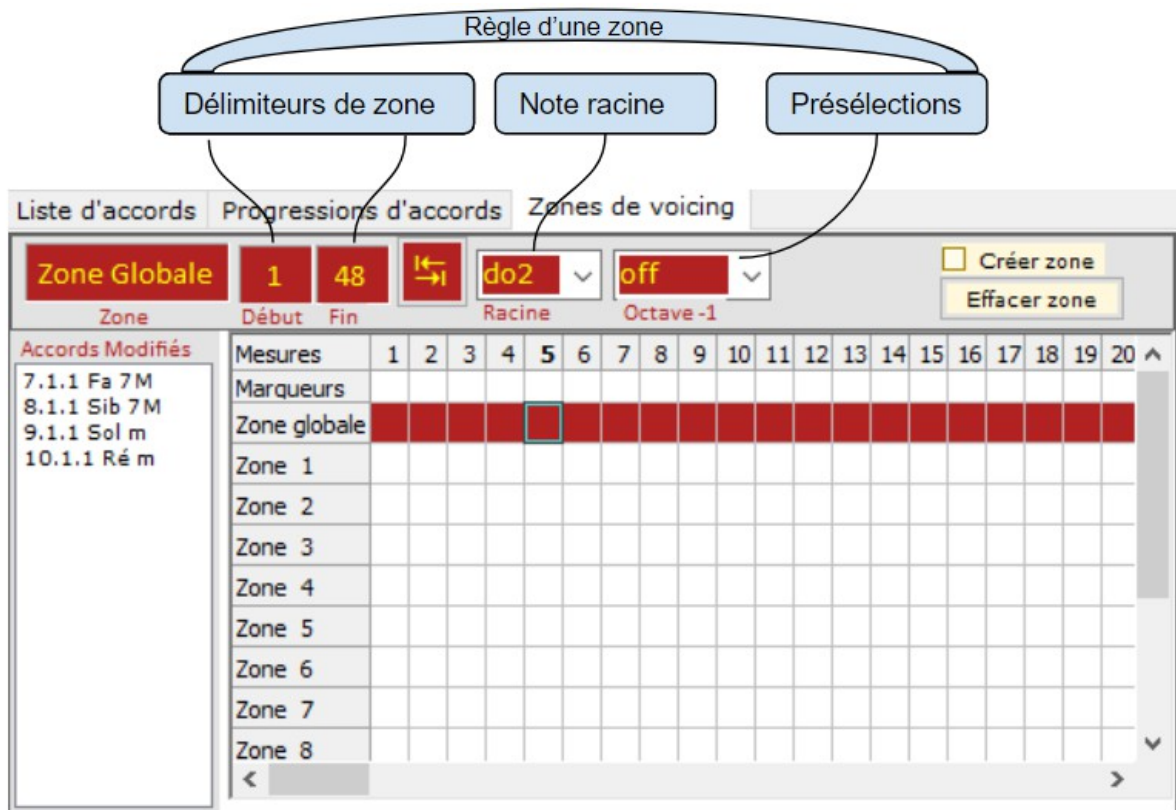 Règle d'une zone
Délimiteurs de zone Note racine Présélections
Liste d'accords Progressions d'accords Zones de voicing
Zone Globale 1 48 do2 off Créer zone
Effacer zone
Zone Début Fin Racine Octave -1
Accords Modifiés
7.1.1 Fa 7M
8.1.1 Sib 7M
9.1.1 Sol m
10.1.1 Ré m
Mesures 1 2 3 4 5 6 7 8 9 10 11 12 13 14 15 16 17 18 19 20
Marqueurs
Zone globale
Zone 1
Zone 2
Zone 3
Zone 4
Zone 5
Zone 6
Zone 7
Zone 8